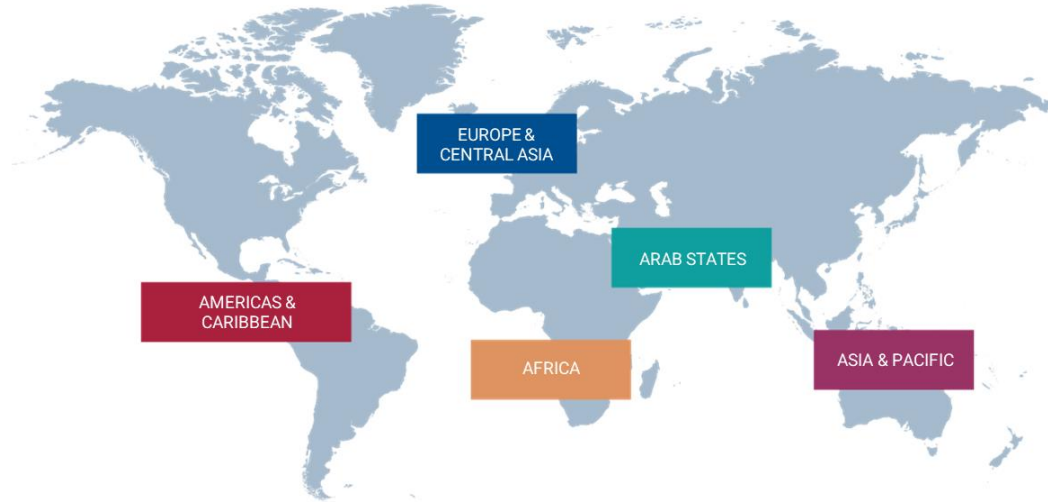 EUROPE &
CENTRAL ASIA
ARAB STATES
AMERICAS &
CARIBBEAN
AFRICA
ASIA & PACIFIC